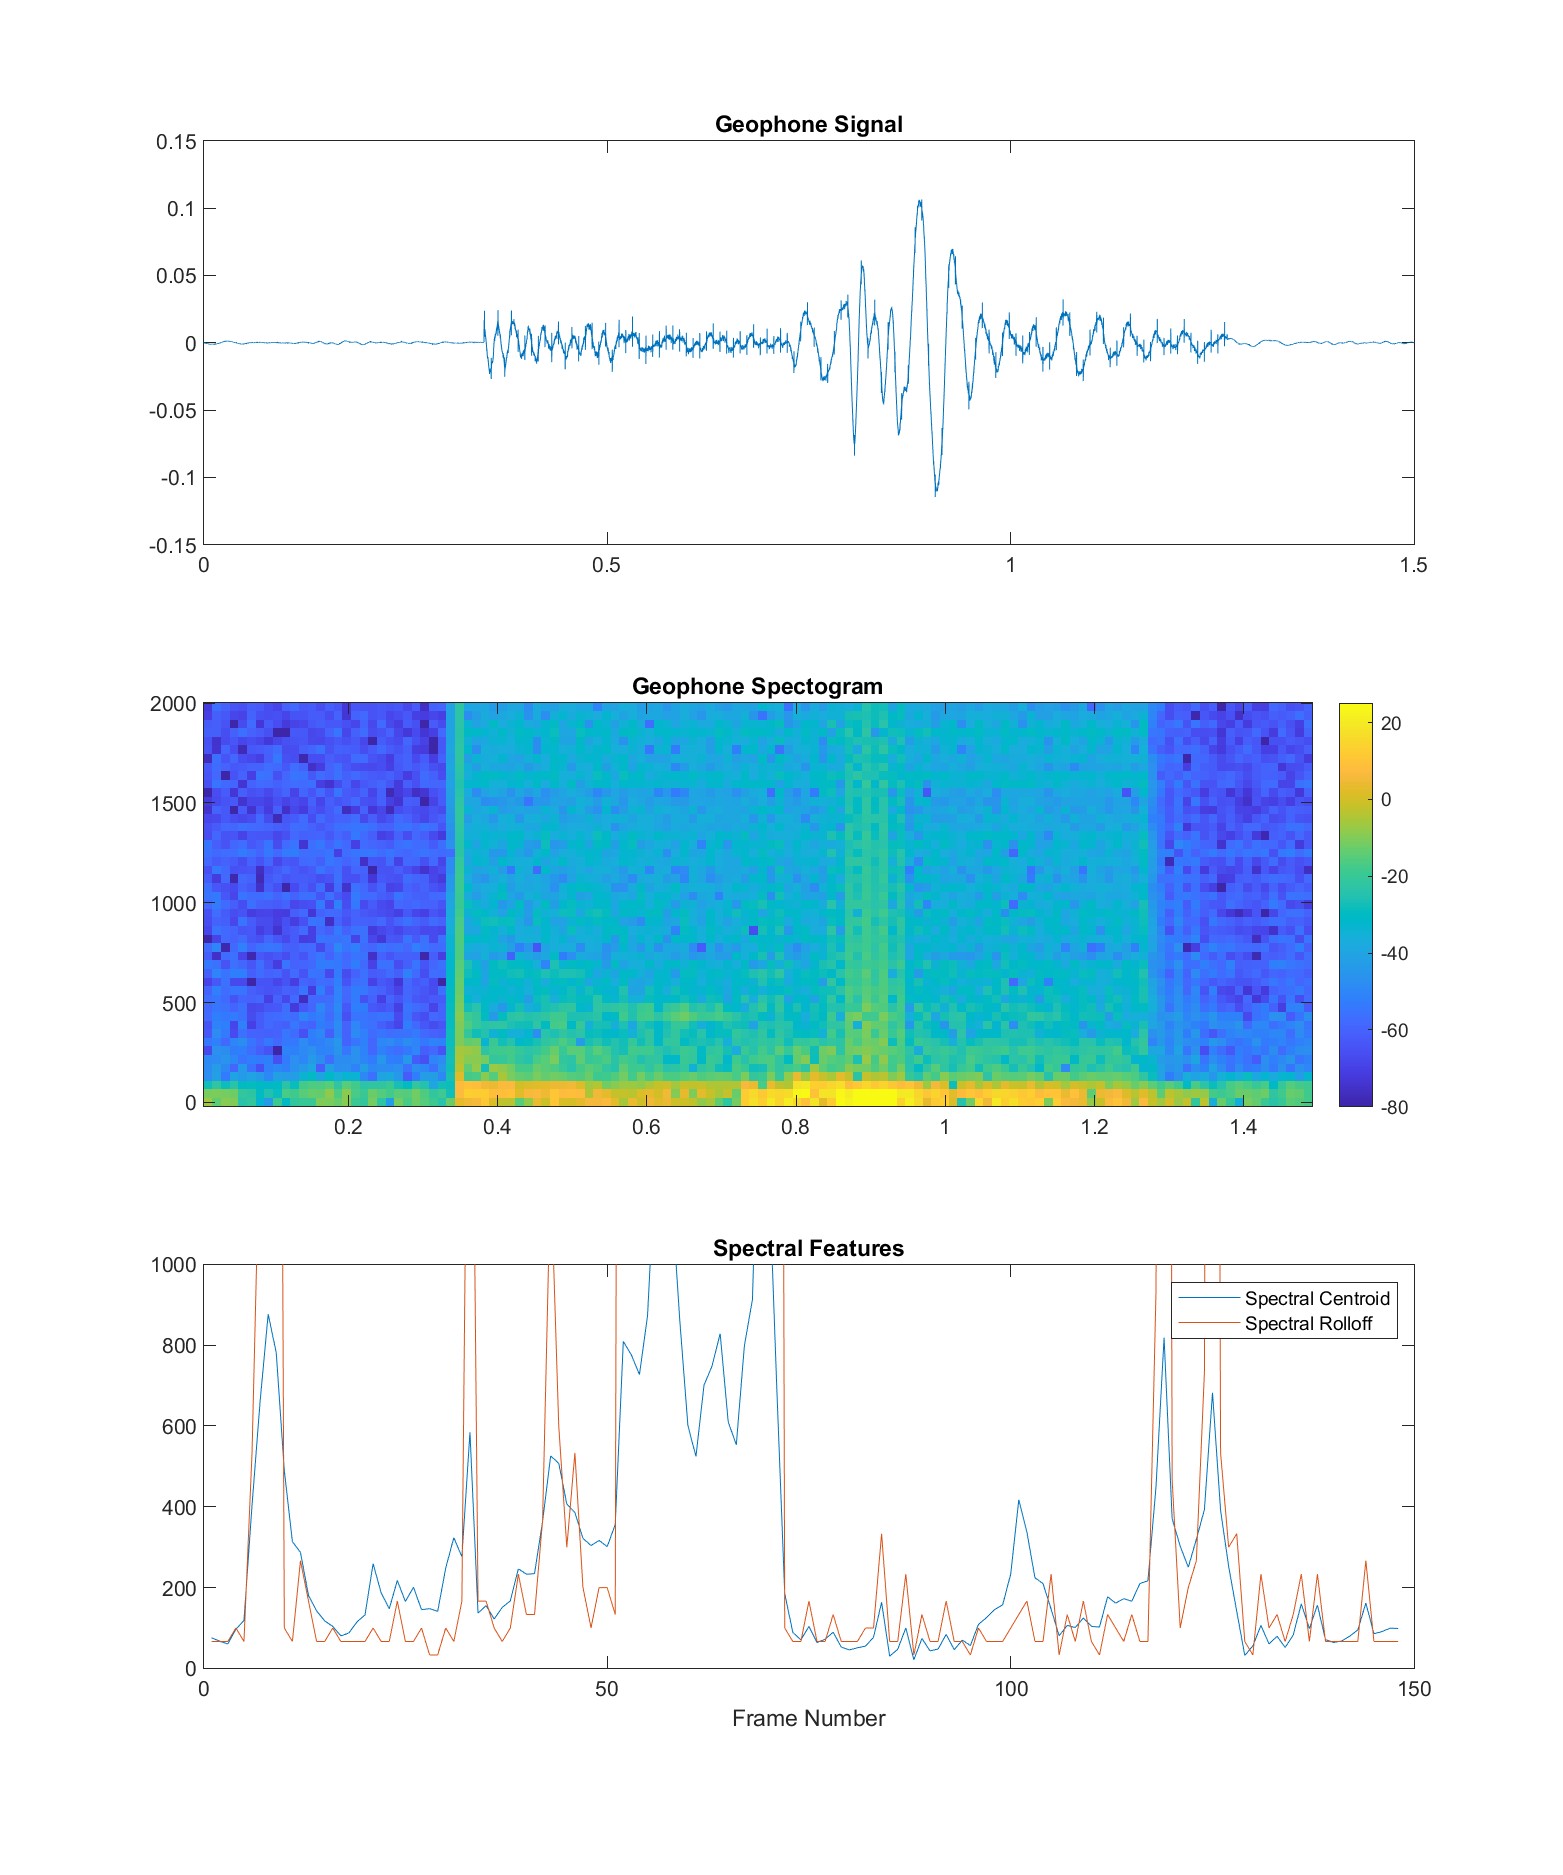 Geophone Signal
0.15
0.1
0.05
0
-0.05
-0.1
-0.15
0 0.5 1 1.5
Geophone Spectogram
2000
1500
1000
500
0
0.2 0.4 0.6 0.8 1 1.2 1.4
20
0
-20
-40
-60
-80
Spectral Features
1000
800
600
400
200
0
Spectral Centroid
Spectral Rolloff
0 50 100 150
Frame Number